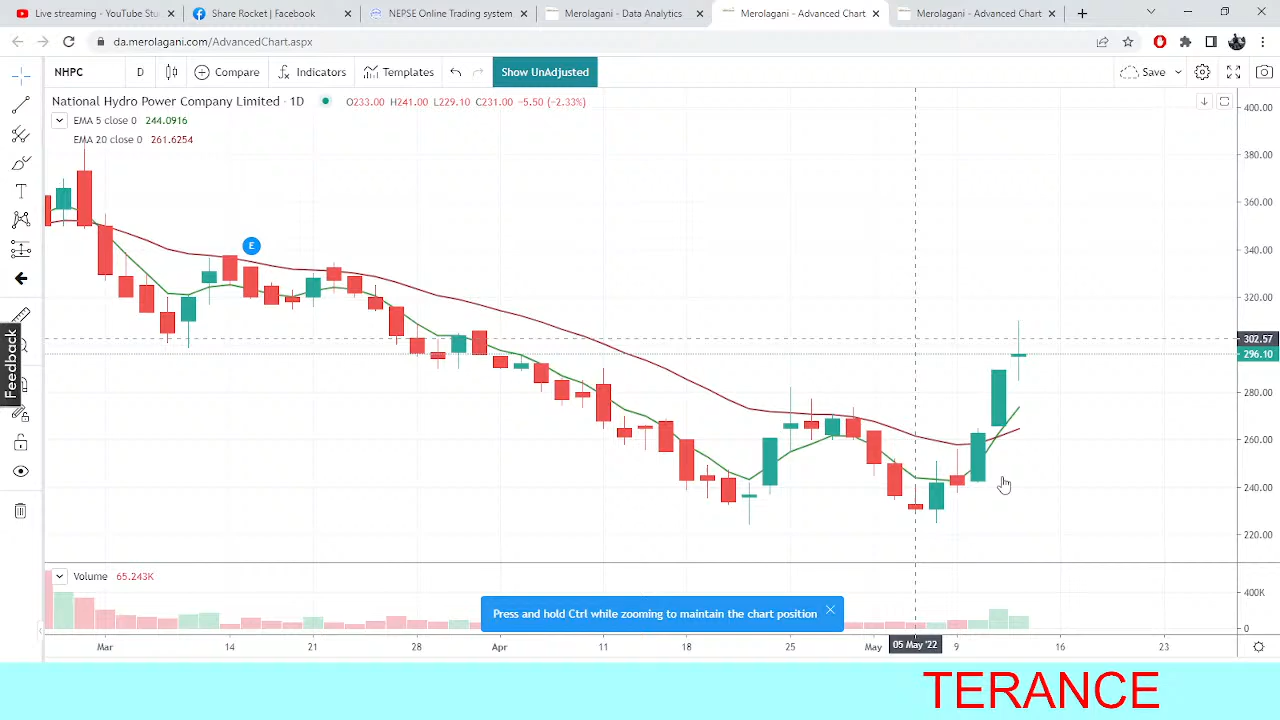 Live streaming - YouTube Stu
Share Rocket | Facebook
NEPSE Online Trading system
Merolagani - Data Analytics
Merolagani - Advanced Chart
Merolagani - Advanced Chart
da.merolagani.com/AdvancedChart.aspx
NHPC
D
Compare
Indicators
Templates
Show UnAdjusted
Save
National Hydro Power Company Limited · 1D
O233.00 H241.00 L229.10 C231.00 −5.50 (−2.33%)
EMA 5 close 0 244.0916
EMA 20 close 0 261.6254
E
400.00
380.00
360.00
340.00
320.00
302.57
296.10
280.00
260.00
240.00
220.00
Feedback
Volume 65.243K
400K
0
Press and hold Ctrl while zooming to maintain the chart position
Mar
14
21
28
Apr
11
18
25
May
05 May '22
9
16
23
TERANCE